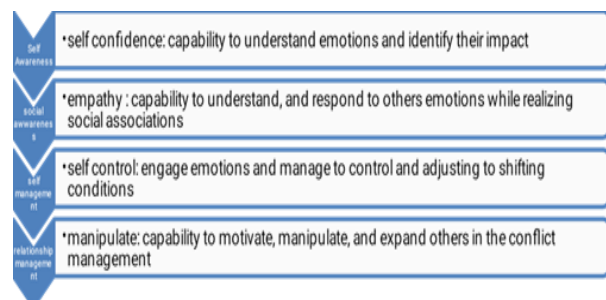 Self
Awareness
•self confidence: capability to understand emotions and identify their impact
social
awwarenes
s
•empathy : capability to understand, and respond to others emotions while realizing
social associations
self
manageme
nt
•self control: engage emotions and manage to control and adjusting to shifting
conditions
relationship
manageme
nt
•manipulate: capability to motivate, manipulate, and expand others in the conflict
management